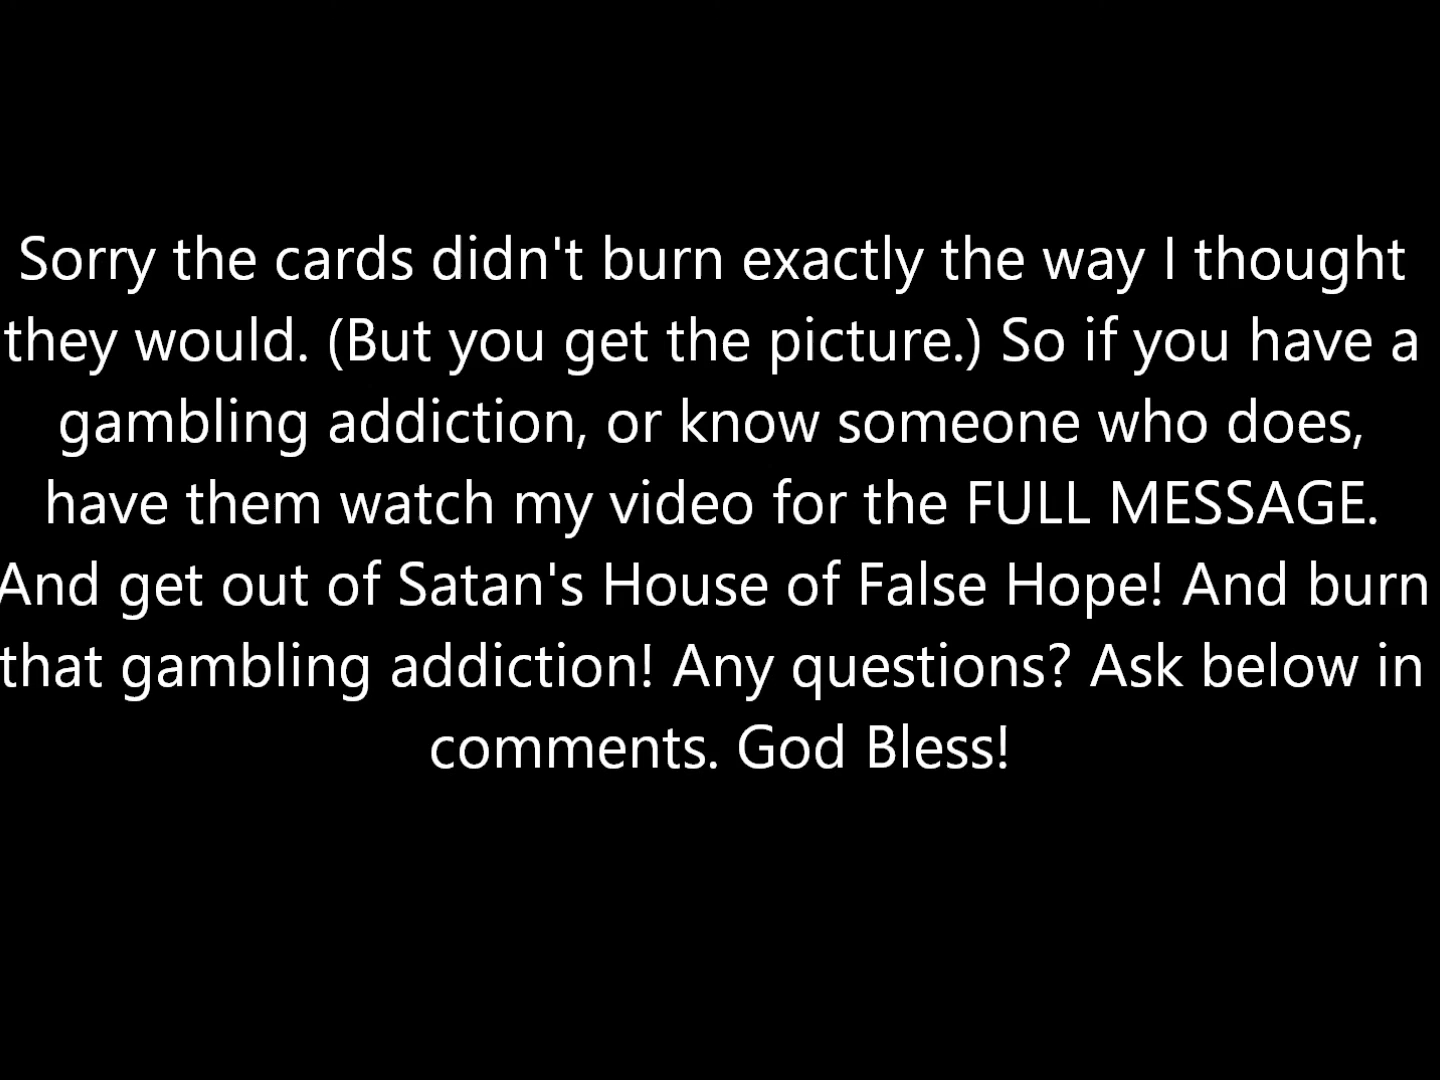 Sorry the cards didn't burn exactly the way I thought
they would. (But you get the picture.) So if you have a
gambling addiction, or know someone who does,
have them watch my video for the FULL MESSAGE.
And get out of Satan's House of False Hope! And burn
that gambling addiction! Any questions? Ask below in
comments. God Bless!